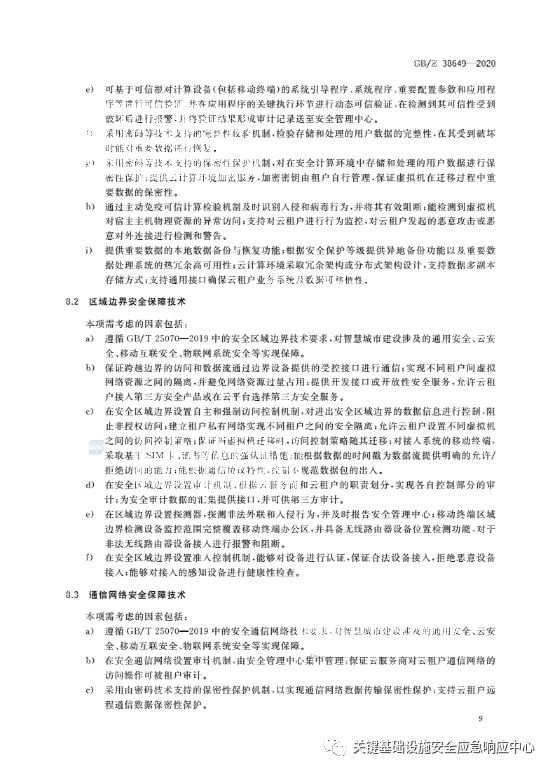 GB/Z 38649—2020
e) 可基于可信根对计算设备(包括移动终端)的系统引导程序、系统程序、重要配置参数和应用程
序等进行可信验证,并在应用程序的关键执行环节进行动态可信验证,在检测到其可信性受到
破坏后进行报警,并将验证结果形成审计记录送至安全管理中心。
f) 采用密码等技术支持的完整性校验机制,检验存储和处理的用户数据的完整性,在其受到破坏
时能对重要数据进行恢复。
g) 采用密码等技术支持的保密性保护机制,对在安全计算环境中存储和处理的用户数据进行保
密性保护;提供云计算环境加密服务,加密密钥由租户自行管理,保证虚拟机在迁移过程中重
要数据的保密性。
h) 通过主动免疫可信计算检验机制及时识别入侵和病毒行为,并将其有效阻断;能检测到虚拟机
对宿主主机物理资源的异常访问;支持对云租户进行行为监控,对云租户发起的恶意攻击或恶
意对外连接进行检测和警告。
i) 提供重要数据的本地数据备份与恢复功能;根据安全保护等级提供异地备份功能以及重要数
据处理系统的热冗余高可用性;云计算环境采取冗余架构或分布式架构设计,支持数据多副本
存储方式;支持通用接口确保云租户业务系统及数据可移植性。
8.2 区域边界安全保障技术
本项需考虑的因素包括:
a) 遵循 GB/T 25070—2019 中的安全区域边界技术要求,对智慧城市建设涉及的通用安全、云安
全、移动互联安全、物联网系统安全等实现保障。
b) 保证跨越边界的访问和数据流通过边界设备提供的受控接口进行通信;实现不同租户间虚拟
网络资源之间的隔离,并避免网络资源过量占用;提供开发接口或开放性安全服务,允许云租
户接入第三方安全产品或在云平台选择第三方安全服务。
c) 在安全区域边界设置自主和强制访问控制机制,对进出安全区域边界的数据信息进行控制,阻
止非授权访问;建立租户私有网络实现不同租户之间的安全隔离;允许云租户设置不同虚拟机
之间的访问控制策略;保证当虚拟机迁移时,访问控制策略随其迁移;对接入系统的移动终端,
采取基于 SIM 卡、证书等信息的强认证措施;能根据数据的时间戳为数据流提供明确的允许/
拒绝访问的能力;能根据通信协议特性,控制不规范数据包的出入。
d) 在安全区域边界设置审计机制,根据云服务商和云租户的职责划分,实现各自控制部分的审
计;为安全审计数据的汇集提供接口,并可供第三方审计。
e) 在安全区域边界设置探测器,探测非法外联和入侵行为,并及时报告安全管理中心;移动终端区域
边界检测设备监控范围完整覆盖移动终端办公区,并具备无线路由器设备位置检测功能,对于
非法无线路由器设备接入进行报警和阻断。
f) 在安全区域边界设置准入控制机制,能够对设备进行认证,保证合法设备接入,拒绝恶意设备
接入;能够对接入的感知设备进行健康性检查。
8.3 通信网络安全保障技术
本项需考虑的因素包括:
a) 遵循 GB/T 25070—2019 中的安全通信网络技术要求,对智慧城市建设涉及的通用安全、云安
全、移动互联安全、物联网系统安全等实现保障。
b) 在安全通信网络设置审计机制,由安全管理中心集中管理;保证云服务商对云租户通信网络的
访问操作可被租户审计。
c) 采用由密码技术支持的保密性保护机制,以实现通信网络数据传输保密性保护;支持云租户远
程通信数据保密性保护。
9
关键基础设施安全应急响应中心